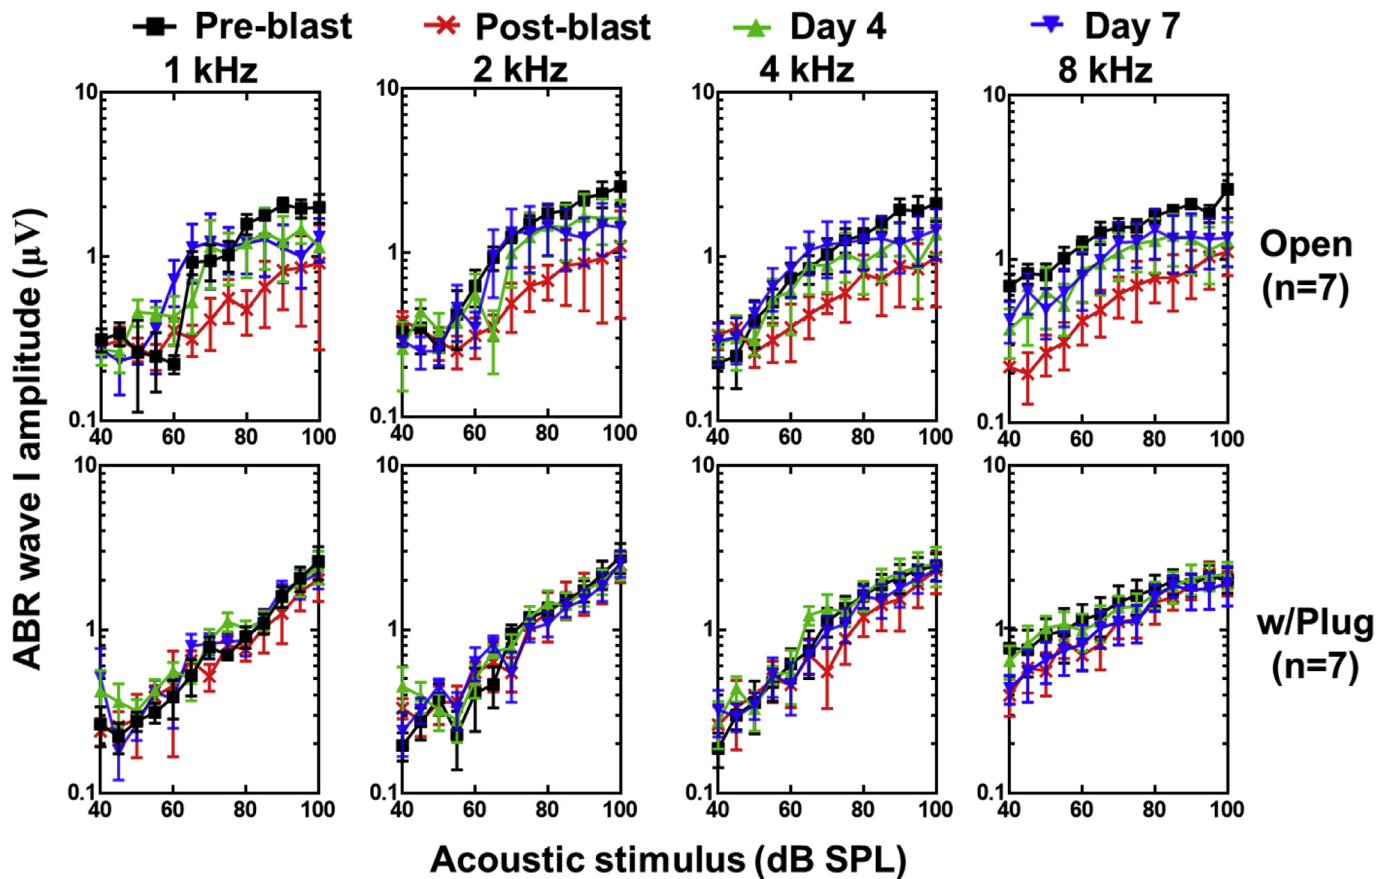 Pre-blast Post-blast Day 4 Day 7
1 kHz 2 kHz 4 kHz 8 kHz
ABR wave I amplitude (μV)
10 10 10 10
1 1 1 1
0.1 0.1 0.1 0.1
40 60 80 100 40 60 80 100 40 60 80 100 40 60 80 100
Open
(n=7)
10 10 10 10
1 1 1 1
0.1 0.1 0.1 0.1
40 60 80 100 40 60 80 100 40 60 80 100 40 60 80 100
w/Plug
(n=7)
Acoustic stimulus (dB SPL)